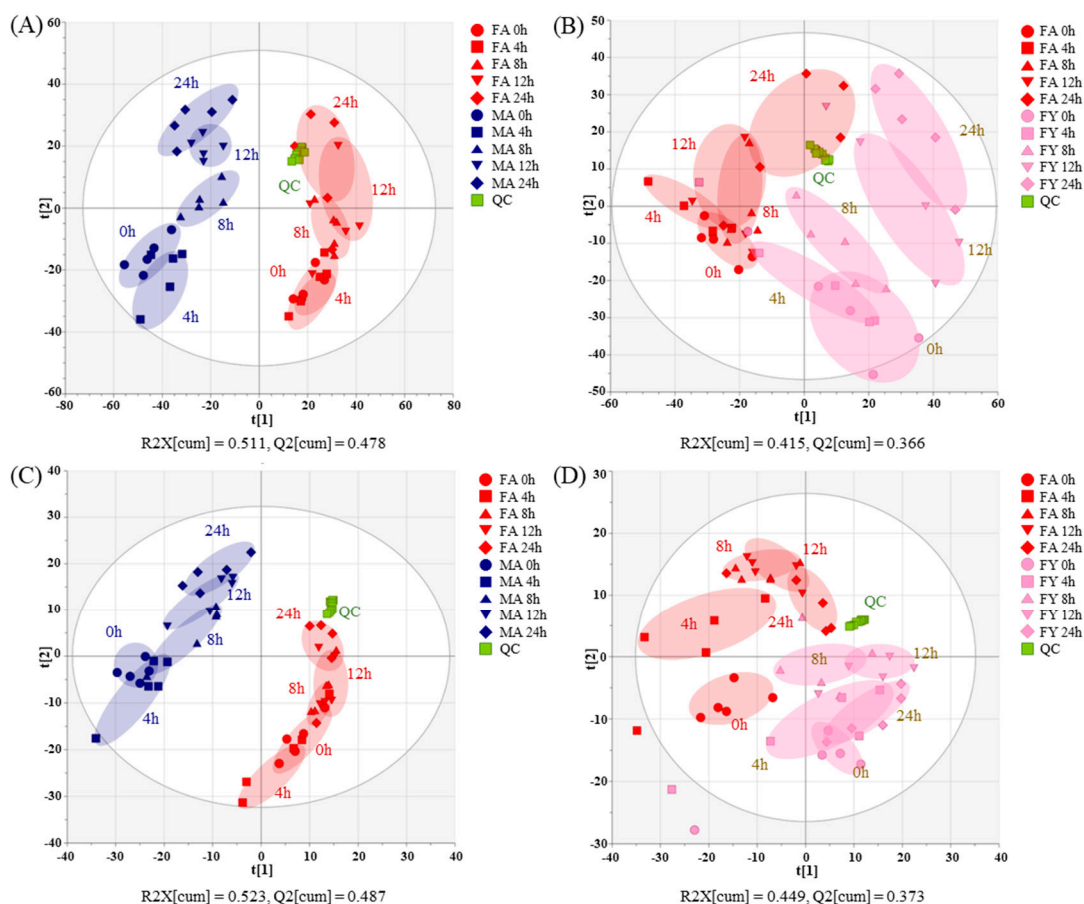 (A)
60
40
20
0
-20
-40
60
-80
-60
-40
-20
0
20
40
60
80
t[2]
t[1]
24h
12h
8h
0h
4h
24h
QC
12h
8h
0h
4h
FA 0h
FA 4h
FA 8h
FA 12h
FA 24h
MA 0h
MA 4h
MA 8h
MA 12h
MA 24h
QC
R2X[cum] = 0.511, Q2[cum] = 0.478
(B)
50
40
30
20
10
0
-10
-20
-30
-40
-50
-60
-40
-20
0
20
40
60
t[2]
t[1]
24h
12h
QC
24h
4h
8h
8h
0h
12h
4h
0h
FA 0h
FA 4h
FA 8h
FA 12h
FA 24h
FY 0h
FY 4h
FY 8h
FY 12h
FY 24h
QC
R2X[cum] = 0.415, Q2[cum] = 0.366
(C)
40
30
20
10
0
-10
-20
-30
-40
-40
-30
-20
-10
0
10
20
30
40
t[2]
t[1]
24h
12h
0h
8h
4h
QC
24h
12h
8h
0h
4h
FA 0h
FA 4h
FA 8h
FA 12h
FA 24h
MA 0h
MA 4h
MA 8h
MA 12h
MA 24h
QC
R2X[cum] = 0.523, Q2[cum] = 0.487
(D)
30
20
10
0
-10
-20
-30
-40
-30
-20
-10
0
10
20
30
40
t[2]
t[1]
8h
12h
QC
4h
24h
8h
12h
0h
24h
4h
0h
FA 0h
FA 4h
FA 8h
FA 12h
FA 24h
FY 0h
FY 4h
FY 8h
FY 12h
FY 24h
QC
R2X[cum] = 0.449, Q2[cum] = 0.373